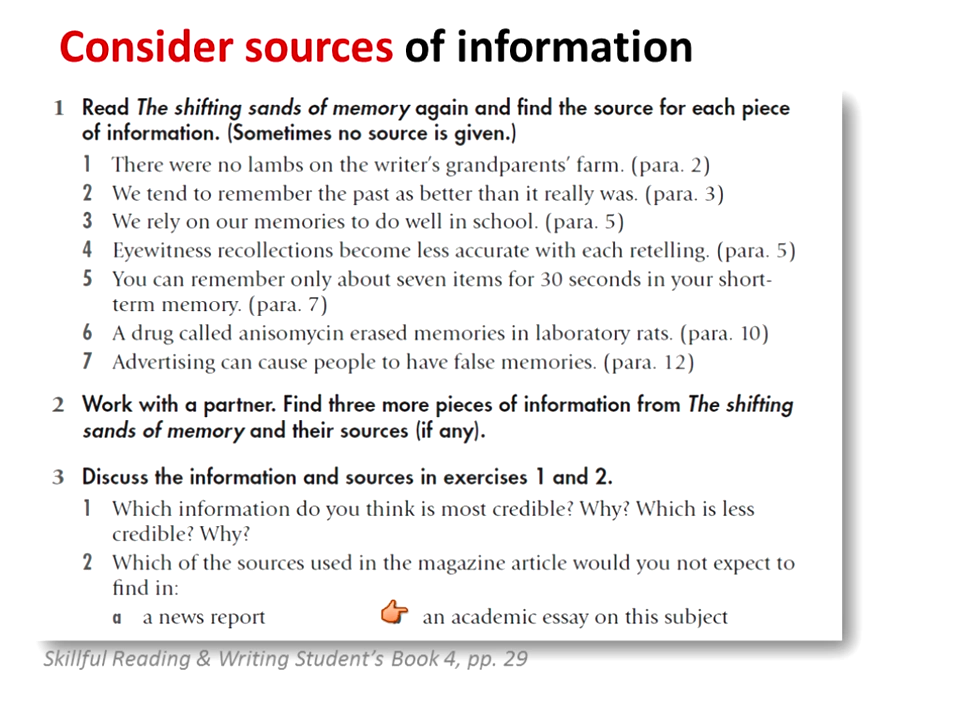 Consider sources of information
1 Read The shifting sands of memory again and find the source for each piece
of information. (Sometimes no source is given.)
1 There were no lambs on the writer's grandparents' farm. (para. 2)
2 We tend to remember the past as better than it really was. (para. 3)
3 We rely on our memories to do well in school. (para. 5)
4 Eyewitness recollections become less accurate with each retelling. (para. 5)
5 You can remember only about seven items for 30 seconds in your short-
term memory. (para. 7)
6 A drug called anisomycin erased memories in laboratory rats. (para. 10)
7 Advertising can cause people to have false memories. (para. 12)
2 Work with a partner. Find three more pieces of information from The shifting
sands of memory and their sources (if any).
3 Discuss the information and sources in exercises 1 and 2.
1 Which information do you think is most credible? Why? Which is less
credible? Why?
2 Which of the sources used in the magazine article would you not expect to
find in:
a a news report an academic essay on this subject
Skillful Reading & Writing Student's Book 4, pp. 29